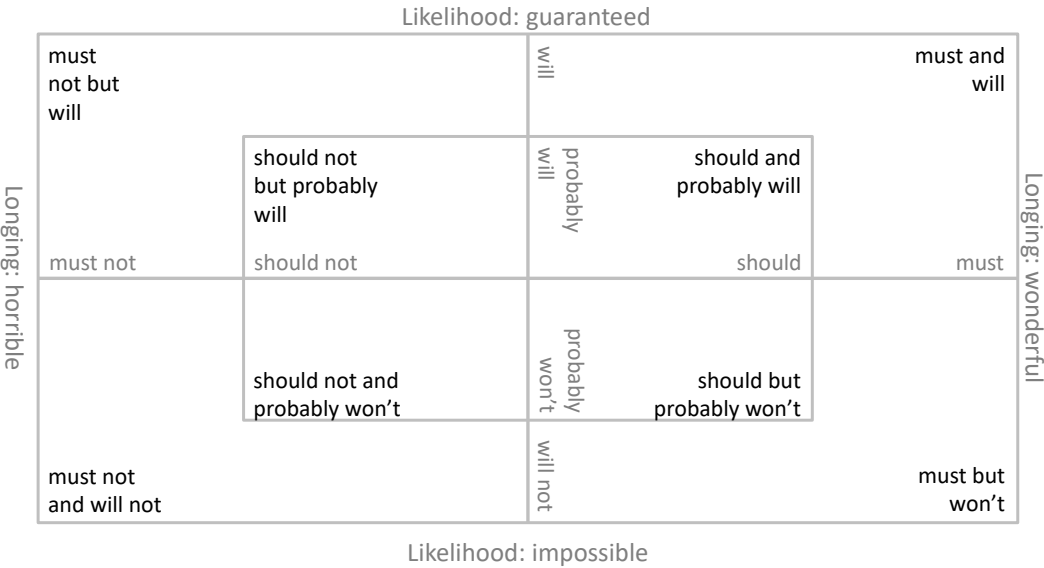 Likelihood: guaranteed
must
not but
will
will
must and
will
should not
but probably
will
probably
will
should and
probably will
Longing: horrible
must not
should not
should
must
Longing: wonderful
should not and
probably won't
probably
won't
should but
probably won't
must not
and will not
will not
must but
won't
Likelihood: impossible